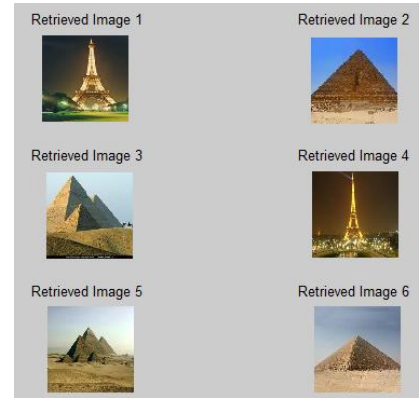 Retrieved Image 1
Retrieved Image 2
Retrieved Image 3
Retrieved Image 4
Retrieved Image 5
Retrieved Image 6